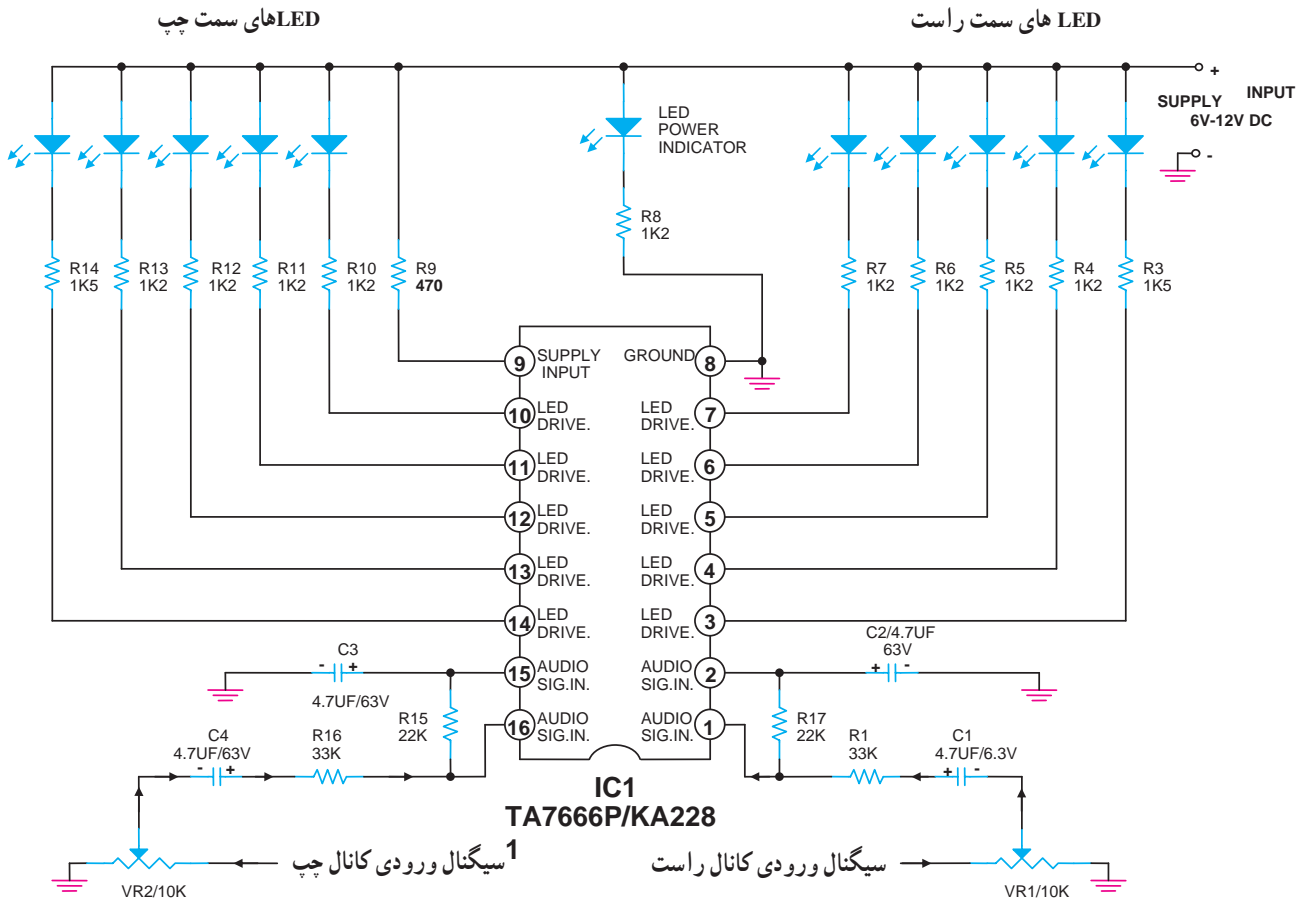 LEDهای سمت چپ
LED های سمت راست
+
INPUT
SUPPLY
6V-12V DC
-
LED
POWER
INDICATOR
R8
1K2
R14
1K5
R13
1K2
R12
1K2
R11
1K2
R10
1K2
R9
470
R7
1K2
R6
1K2
R5
1K2
R4
1K2
R3
1K5
9
SUPPLY
INPUT
GROUND
8
10
LED
DRIVE.
LED
DRIVE.
7
11
LED
DRIVE.
LED
DRIVE.
6
12
LED
DRIVE.
LED
DRIVE.
5
13
LED
DRIVE.
LED
DRIVE.
4
14
LED
DRIVE.
LED
DRIVE.
3
C3
- +
4.7UF/63V
15
AUDIO
SIG.IN.
AUDIO
SIG.IN.
2
C2/4.7UF
63V
+ -
R15
22K
16
AUDIO
SIG.IN.
AUDIO
SIG.IN.
1
R17
22K
C4
4.7UF/63V
- +
R16
33K
R1
33K
C1
4.7UF/6.3V
+ -
IC1
TA7666P/KA228
1
سیگنال ورودی کانال چپ
سیگنال ورودی کانال راست
VR2/10K
VR1/10K